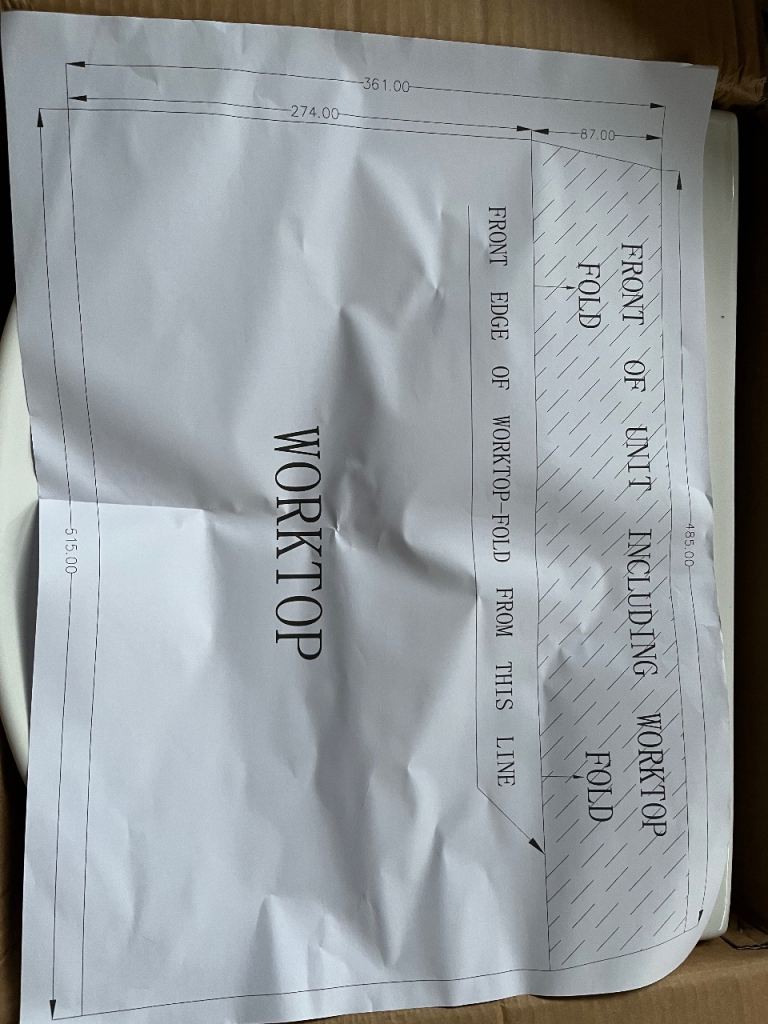 361.00
274.00
87.00
485.00
FRONT OF UNIT INCLUDING WORKTOP
FOLD
FOLD
FRONT EDGE OF WORKTOP-FOLD FROM THIS LINE
WORKTOP
515.00